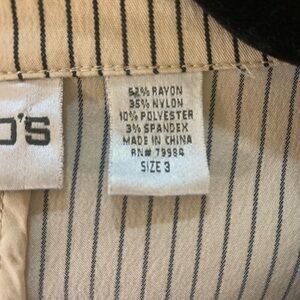 O'S
52% RAYON
35% NYLON
10% POLYESTER
3% SPANDEX
MADE IN CHINA
RN# 79984
SIZE 3